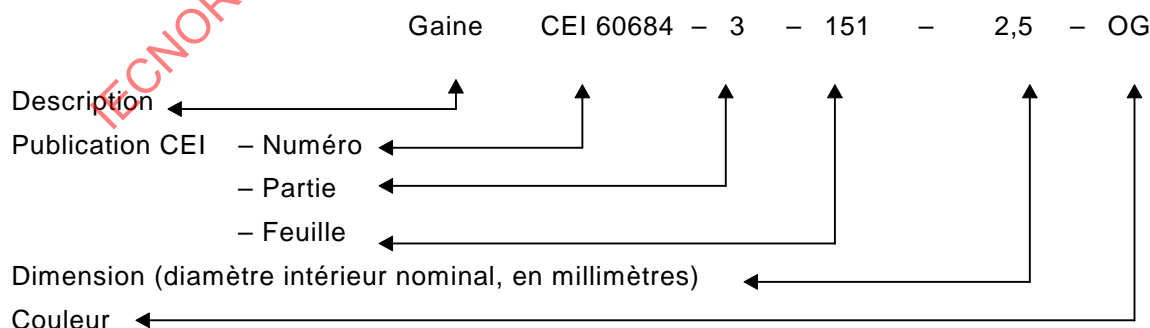 Gaine CEI 60684 – 3 – 151 – 2,5 – OG
Description
Publication CEI – Numéro
– Partie
– Feuille
Dimension (diamètre intérieur nominal, en millimètres)
Couleur
IECNOR